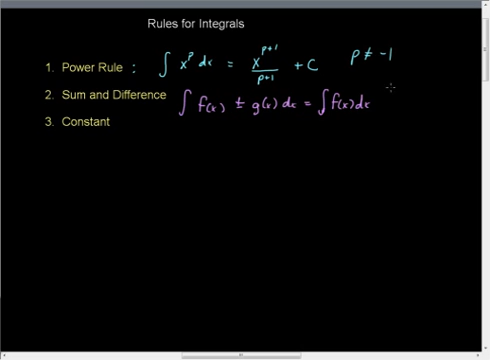 Rules for Integrals
1. Power Rule : ∫ x^p dx = x^(p+1)/(p+1) + C p ≠ -1
2. Sum and Difference ∫ f(x) ± g(x) dx = ∫ f(x) dx
3. Constant